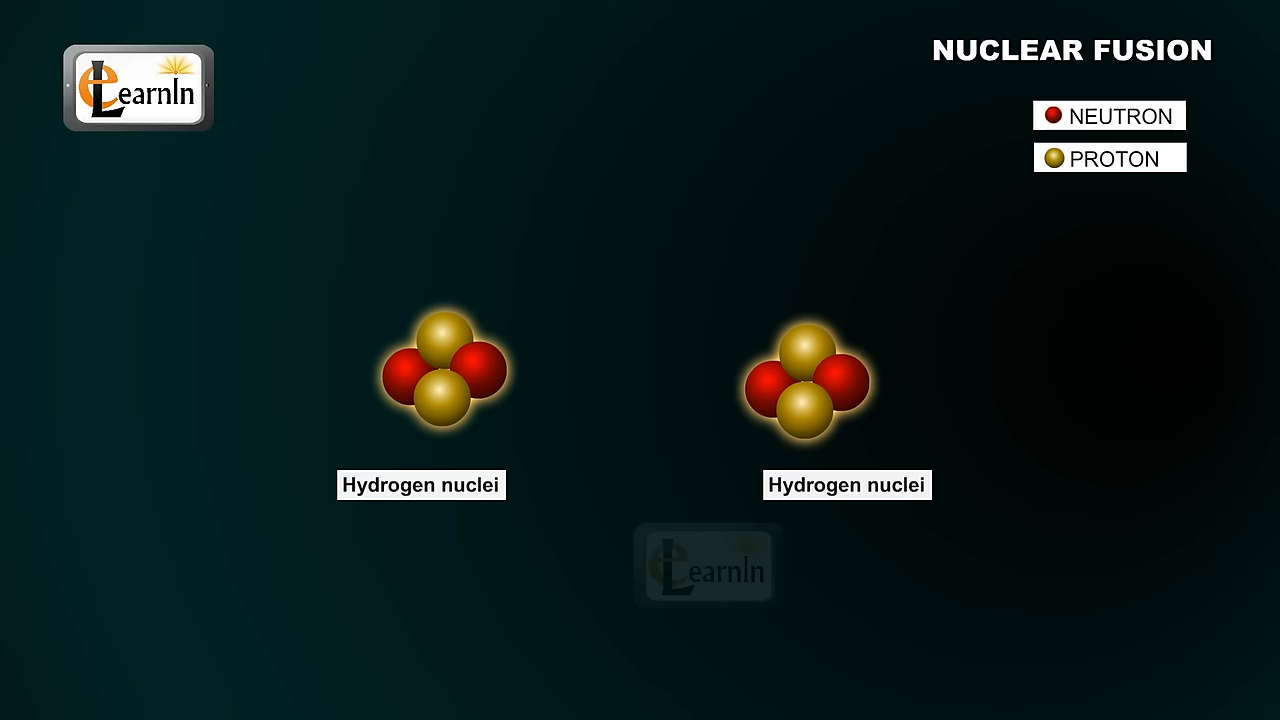 eLearnIn
NUCLEAR FUSION
NEUTRON
PROTON
Hydrogen nuclei
Hydrogen nuclei
eLearnIn